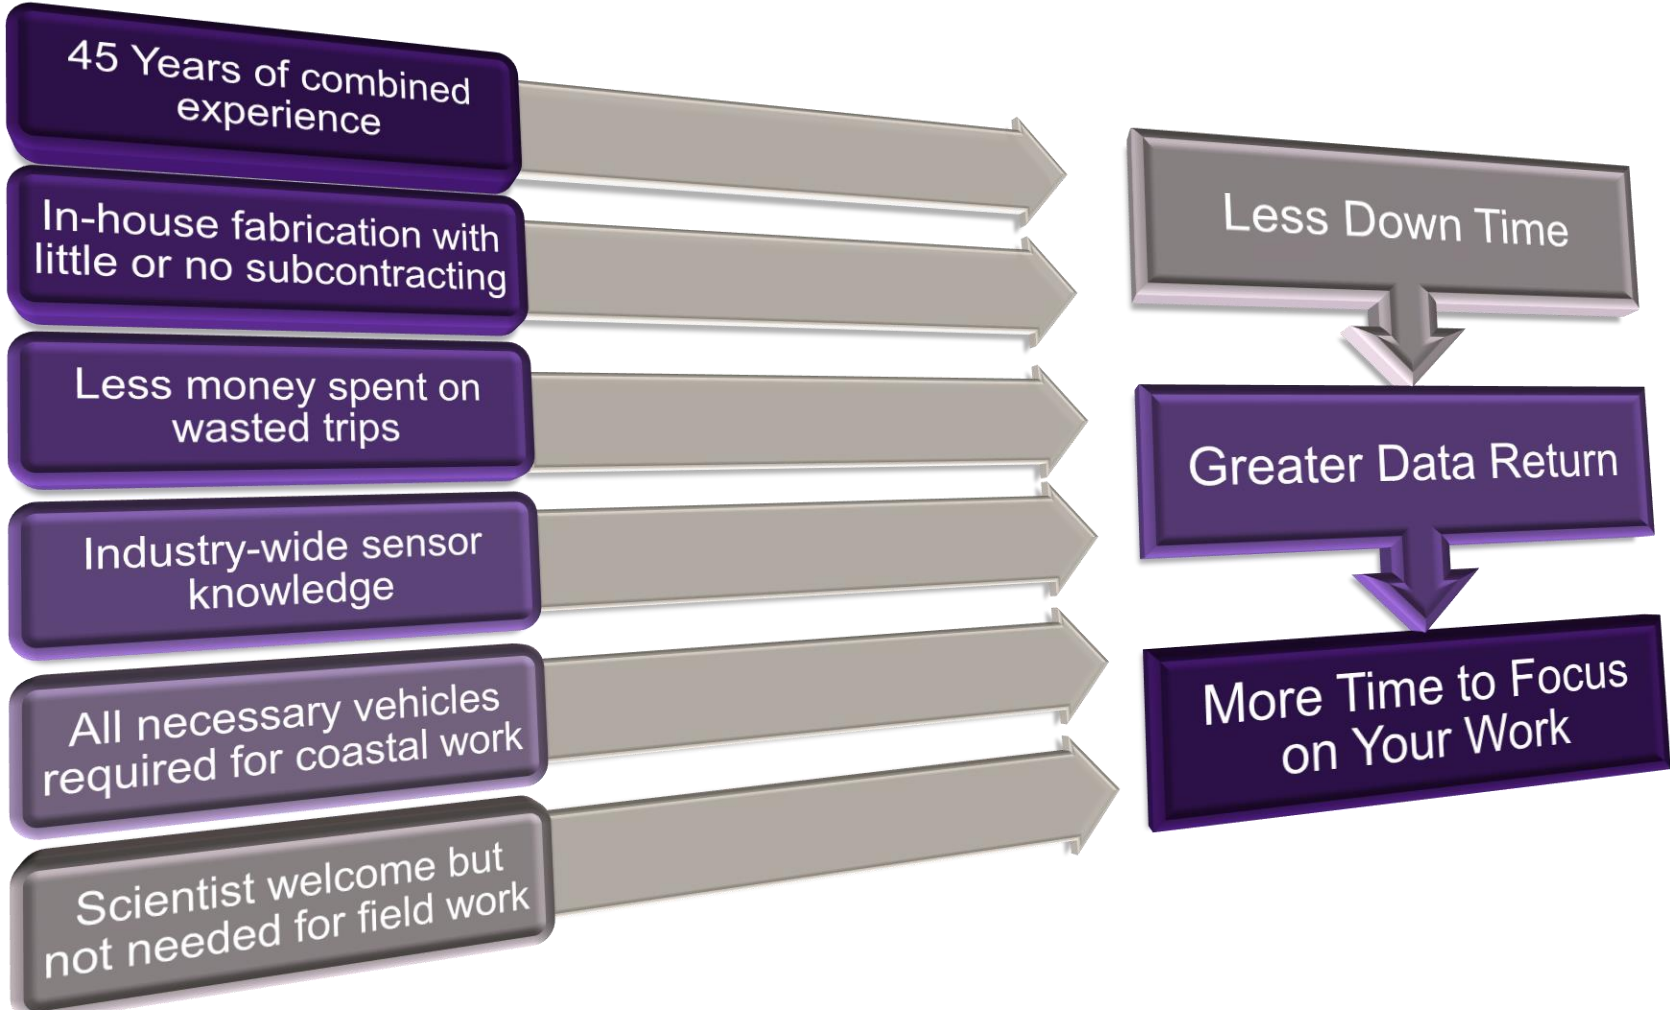 45 Years of combined
experience
In-house fabrication with
little or no subcontracting
Less money spent on
wasted trips
Industry-wide sensor
knowledge
All necessary vehicles
required for coastal work
Scientist welcome but
not needed for field work
Less Down Time
Greater Data Return
More Time to Focus
on Your Work